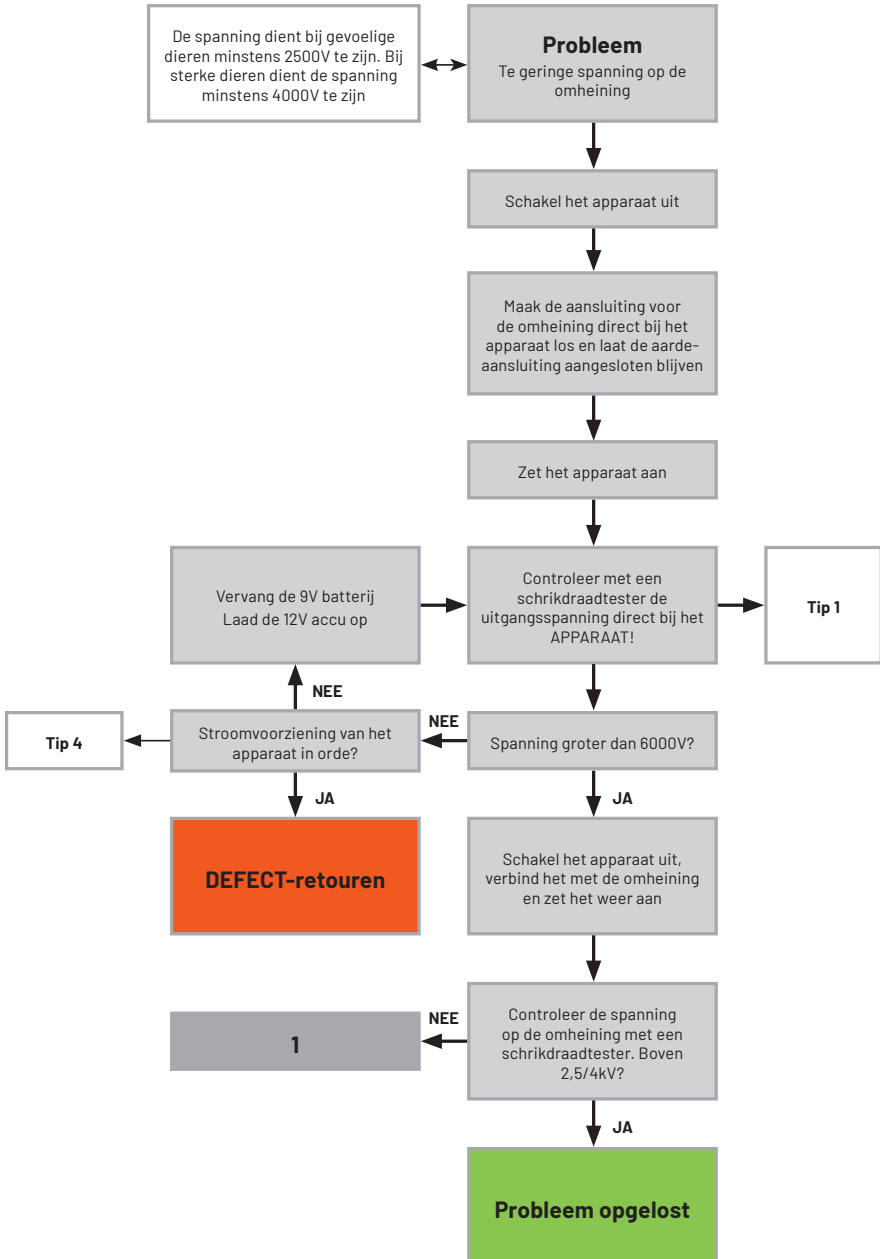 De spanning dient bij gevoelige
dieren minstens 2500V te zijn. Bij
sterke dieren dient de spanning
minstens 4000V te zijn
Probleem
Te geringe spanning op de
omheining
Schakel het apparaat uit
Maak de aansluiting voor
de omheining direct bij het
apparaat los en laat de aarde-
aansluiting aangesloten blijven
Zet het apparaat aan
Vervang de 9V batterij
Laad de 12V accu op
Controleer met een
schrikdraadtester de
uitgangsspanning direct bij het
APPARAAT!
Tip 1
NEE
Tip 4
Stroomvoorziening van het
apparaat in orde?
NEE
Spanning groter dan 6000V?
JA
JA
DEFECT-retouren
Schakel het apparaat uit,
verbind het met de omheining
en zet het weer aan
1
NEE
Controleer de spanning
op de omheining met een
schrikdraadtester. Boven
2,5/4kV?
JA
Probleem opgelost